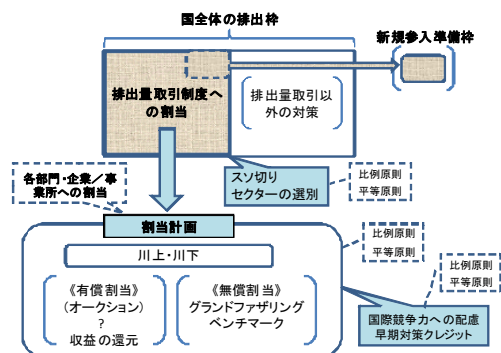 国全体の排出枠
新規参入準備枠
排出量取引制度へ
の割当
排出量取引以
外の対策
スソ切り
セクターの選別
比例原則
平等原則
各部門・企業／事
業所への割当
割当計画
川上・川下
比例原則
平等原則
《有償割当》
(オークション)
?
収益の還元
《無償割当》
グランドファザリング
ベンチマーク
比例原則
平等原則
国際競争力への配慮
早期対策クレジット